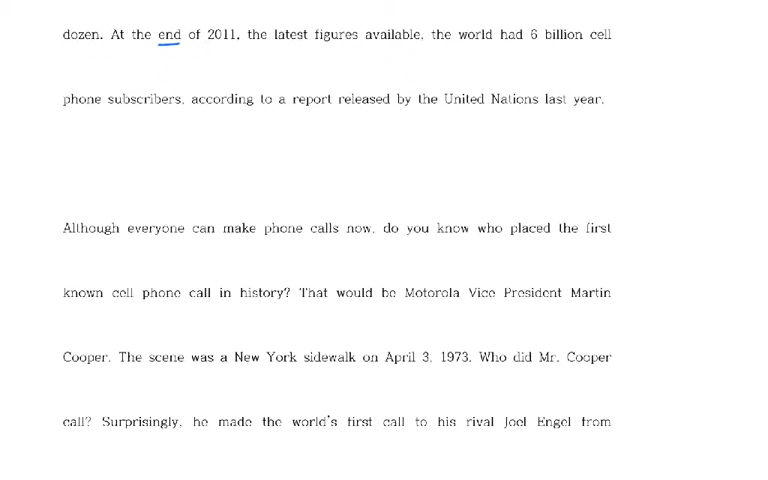 dozen. At the end of 2011, the latest figures available, the world had 6 billion cell
phone subscribers, according to a report released by the United Nations last year.
Although everyone can make phone calls now, do you know who placed the first
known cell phone call in history? That would be Motorola Vice President Martin
Cooper. The scene was a New York sidewalk on April 3, 1973. Who did Mr. Cooper
call? Surprisingly, he made the world's first call to his rival Joel Engel from